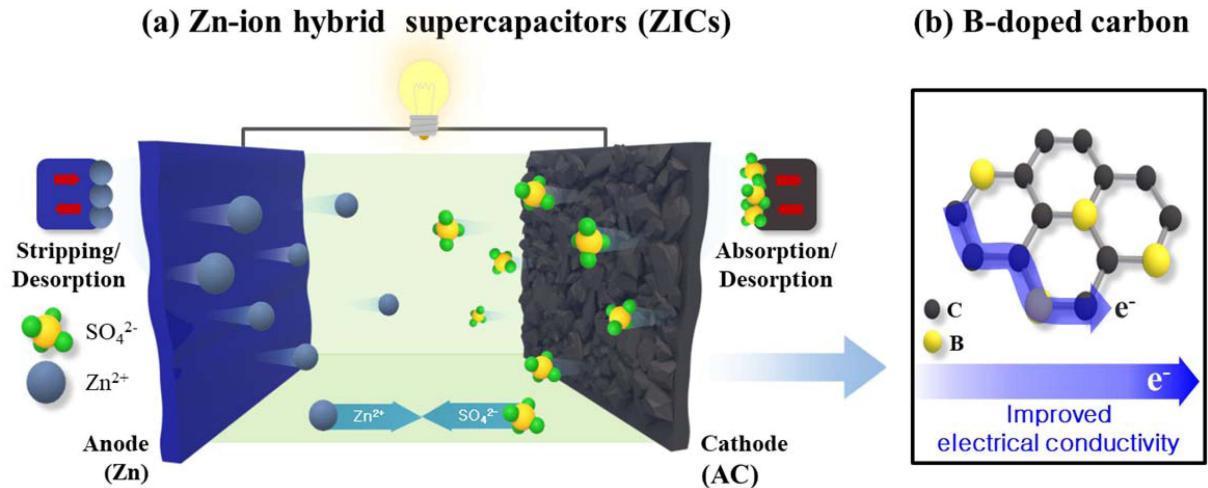 (a) Zn-ion hybrid supercapacitors (ZICs)
(b) B-doped carbon
Stripping/
Desorption
SO₄²⁻
Zn²⁺
Anode
(Zn)
Zn²⁺
SO₄²⁻
Absorption/
Desorption
Cathode
(AC)
e⁻
C
B
e⁻
Improved
electrical conductivity